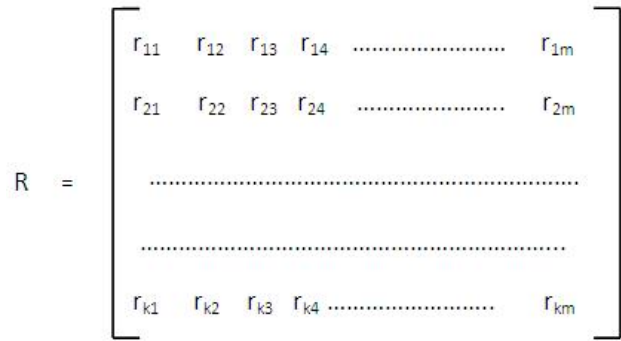 r₁₁ r₁₂ r₁₃ r₁₄ ........................ r₁ₘ
r₂₁ r₂₂ r₂₃ r₂₄ ....................... r₂ₘ
R = ....................................................................
...................................................................
rₖ₁ rₖ₂ rₖ₃ rₖ₄ .......................... rₖₘ